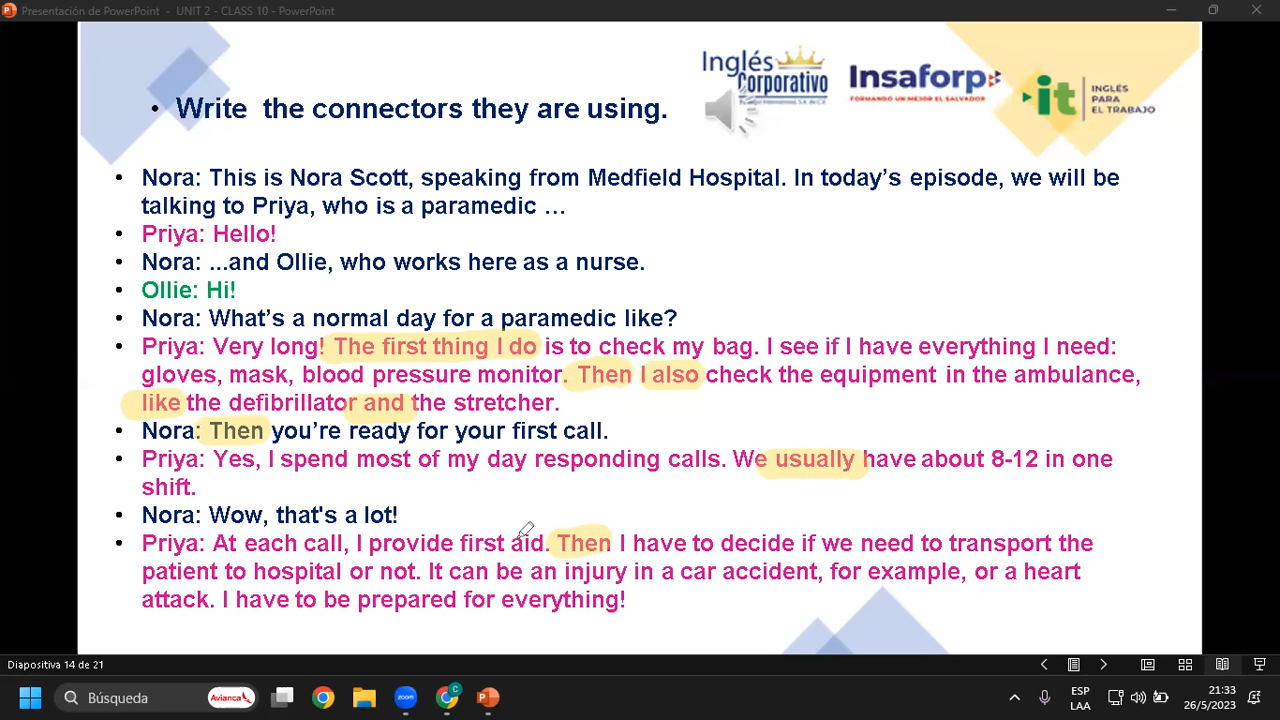 Presentación de PowerPoint - UNIT 2 - CLASS 10 - PowerPoint
Inglés
Corporativo
Insaforp
FORMANDO UN MEJOR EL SALVADOR
it
INGLÉS
PARA
EL TRABAJO
• Write the connectors they are using.
• Nora: This is Nora Scott, speaking from Medfield Hospital. In today’s episode, we will be
talking to Priya, who is a paramedic …
• Priya: Hello!
• Nora: ...and Ollie, who works here as a nurse.
Ollie: Hi!
• Nora: What’s a normal day for a paramedic like?
• Priya: Very long! The first thing I do is to check my bag. I see if I have everything I need:
gloves, mask, blood pressure monitor. Then I also check the equipment in the ambulance,
like the defibrillator and the stretcher.
• Nora: Then you’re ready for your first call.
• Priya: Yes, I spend most of my day responding calls. We usually have about 8-12 in one
shift.
• Nora: Wow, that's a lot!
• Priya: At each call, I provide first aid. Then I have to decide if we need to transport the
patient to hospital or not. It can be an injury in a car accident, for example, or a heart
attack. I have to be prepared for everything!
Diapositiva 14 de 21
Búsqueda
Avianca
C
ESP
LAA
21:33
26/5/2023